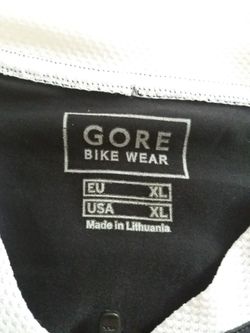 GORE
BIKE WEAR
EU XL
USA XL
Made in Lithuania